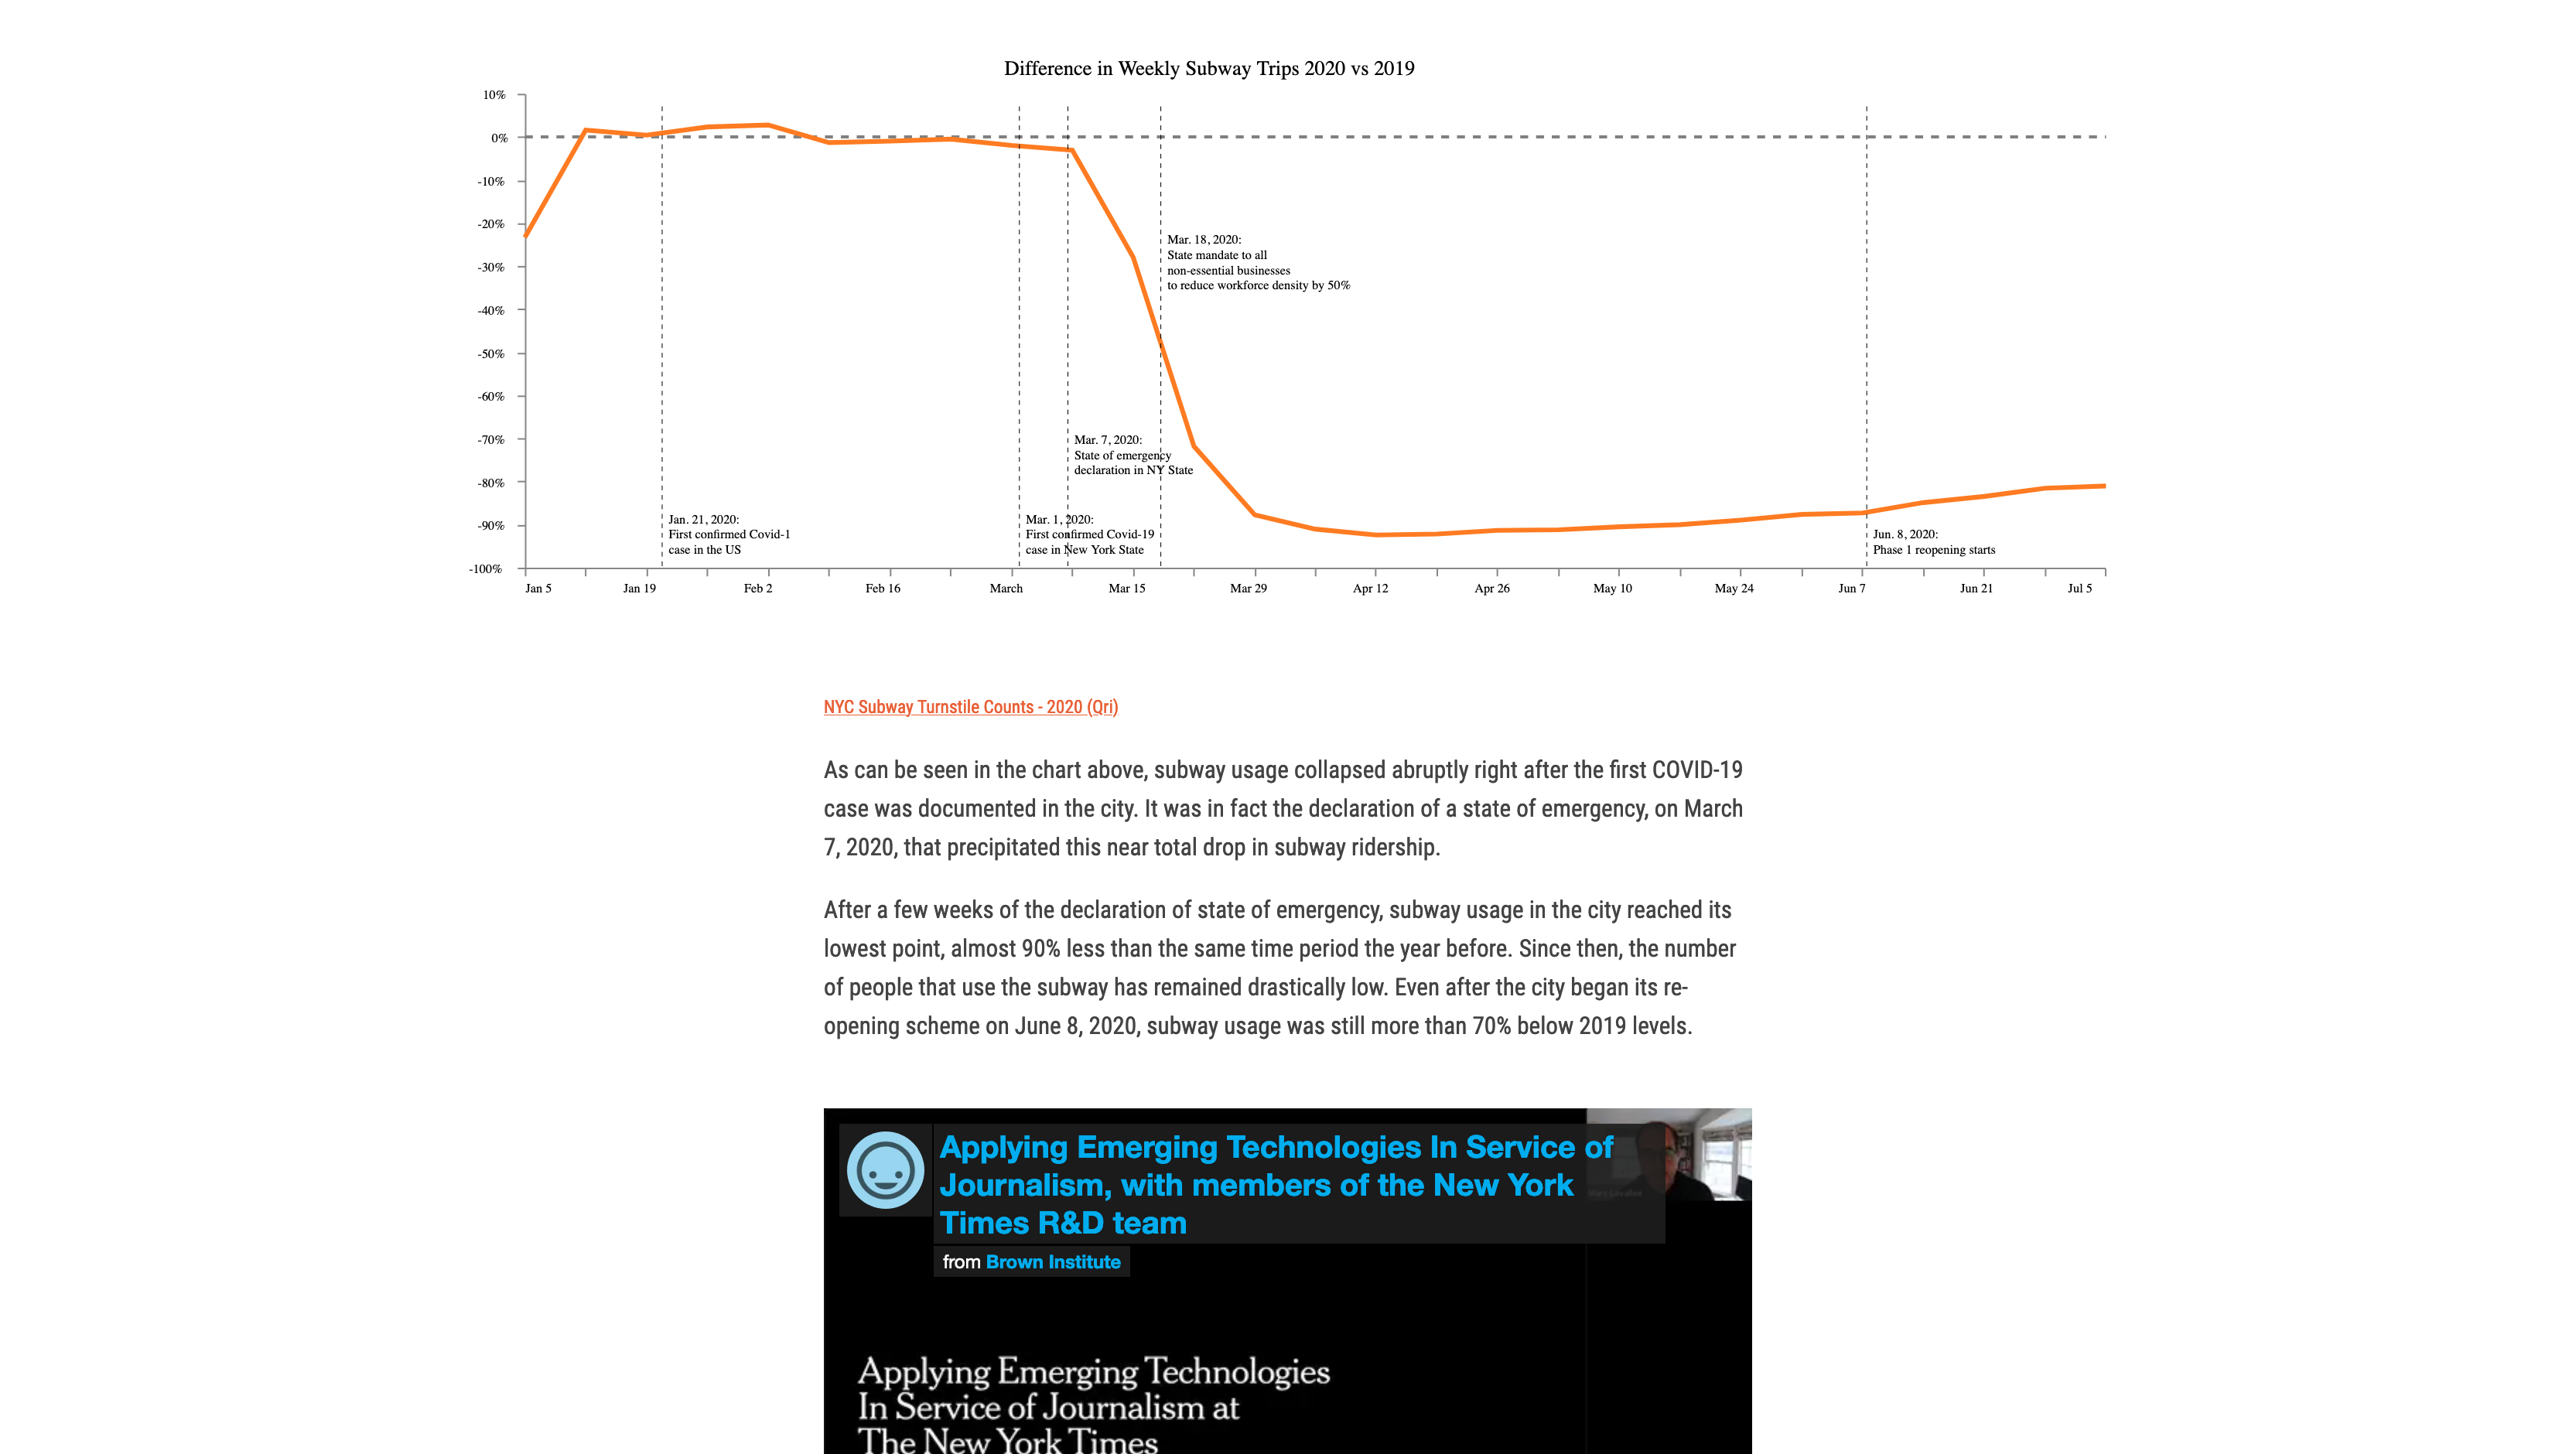 Difference in Weekly Subway Trips 2020 vs 2019
10%
0%
-10%
-20%
-30%
-40%
-50%
-60%
-70%
-80%
-90%
-100%
Mar. 18, 2020:
State mandate to all
non-essential businesses
to reduce workforce density by 50%
Mar. 7, 2020:
State of emergency
declaration in NY State
Jan. 21, 2020:
First confirmed Covid-1
case in the US
Mar. 1, 2020:
First confirmed Covid-19
case in New York State
Jun. 8, 2020:
Phase 1 reopening starts
Jan 5 Jan 19 Feb 2 Feb 16 March Mar 15 Mar 29 Apr 12 Apr 26 May 10 May 24 Jun 7 Jun 21 Jul 5
NYC Subway Turnstile Counts - 2020 (Qri)
As can be seen in the chart above, subway usage collapsed abruptly right after the first COVID-19
case was documented in the city. It was in fact the declaration of a state of emergency, on March
7, 2020, that precipitated this near total drop in subway ridership.
After a few weeks of the declaration of state of emergency, subway usage in the city reached its
lowest point, almost 90% less than the same time period the year before. Since then, the number
of people that use the subway has remained drastically low. Even after the city began its re-
opening scheme on June 8, 2020, subway usage was still more than 70% below 2019 levels.
Applying Emerging Technologies In Service of
Journalism, with members of the New York
Times R&D team
from Brown Institute
Applying Emerging Technologies
In Service of Journalism at
The New York Times